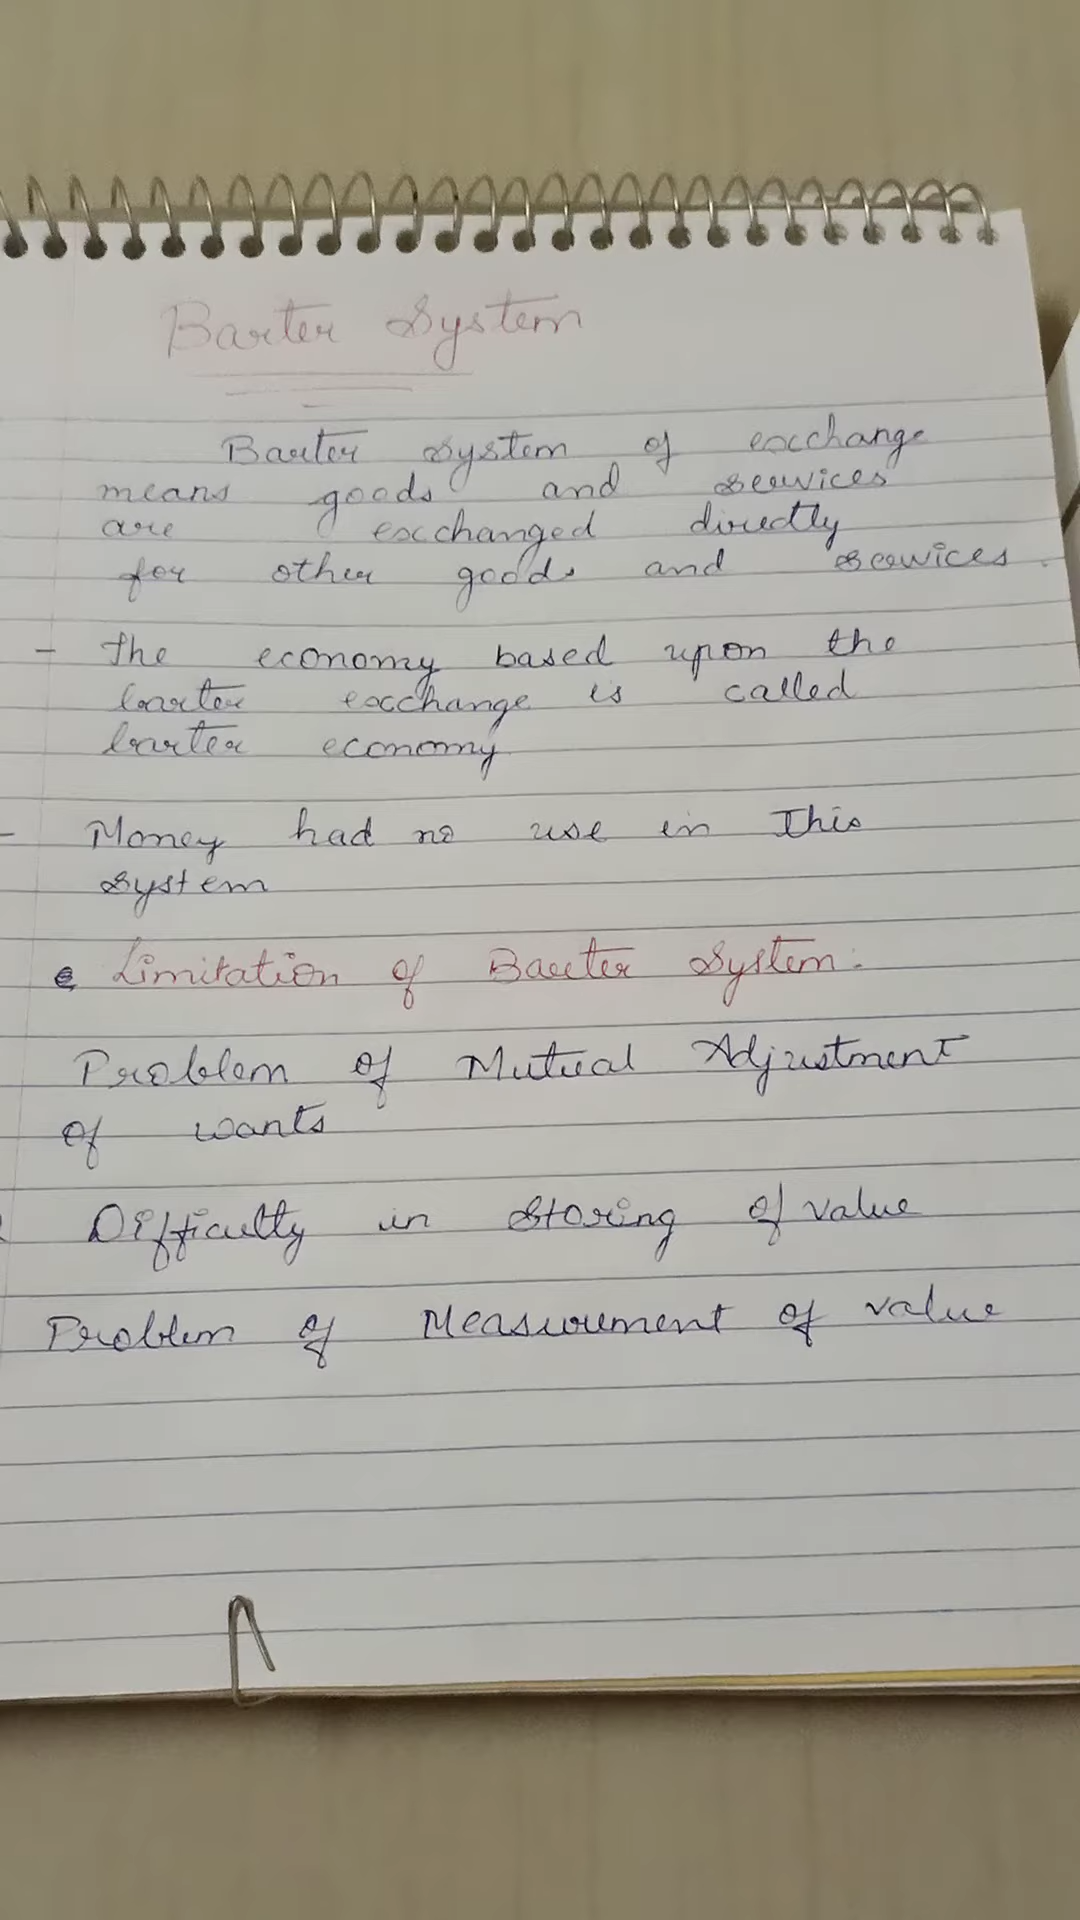 Barter System
Barter system of exchange
means goods and services
are exchanged directly
for other goods and services.
- The economy based upon the
barter exchange is called
barter economy
- Money had no use in This
system
Limitation of Barter System:
Problem of Mutual Adjustment
of wants
Difficulty in Storing of value
Problem of Measurement of value